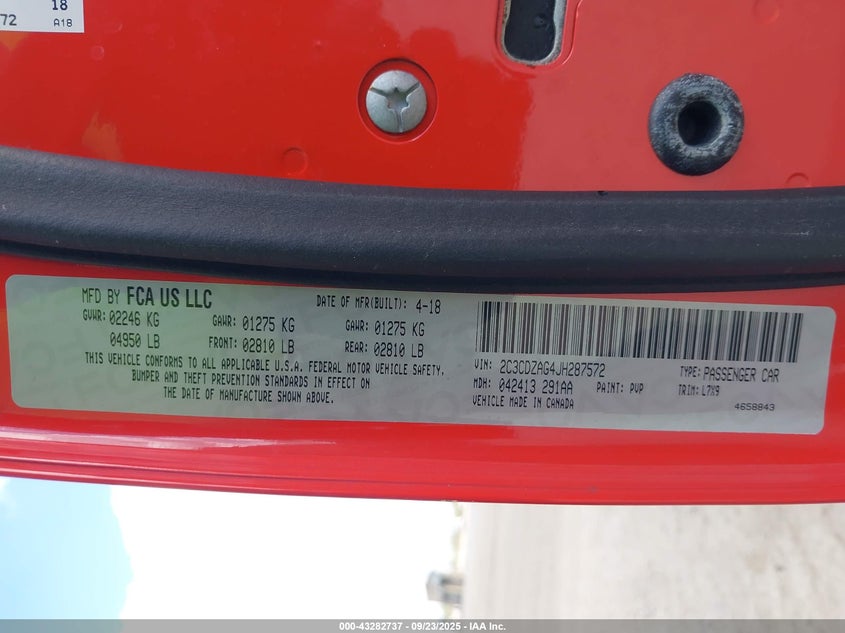 18
72 A18
MFD BY FCA US LLC DATE OF MFR(BUILT): 4-18
GVWR: 02246 KG GAWR: 01275 KG GAWR: 01275 KG
04950 LB FRONT: 02810 LB REAR: 02810 LB
THIS VEHICLE CONFORMS TO ALL APPLICABLE U.S.A. FEDERAL MOTOR VEHICLE SAFETY,
BUMPER AND THEFT PREVENTION STANDARDS IN EFFECT ON
THE DATE OF MANUFACTURE SHOWN ABOVE.
VIN: 2C3CDZAG4JH287572 TYPE: PASSENGER CAR
MDH: 042413 291AA PAINT: PVP TRIM: L7X9
VEHICLE MADE IN CANADA 4658843
000-43282737 - 09/23/2025 - IAA Inc.